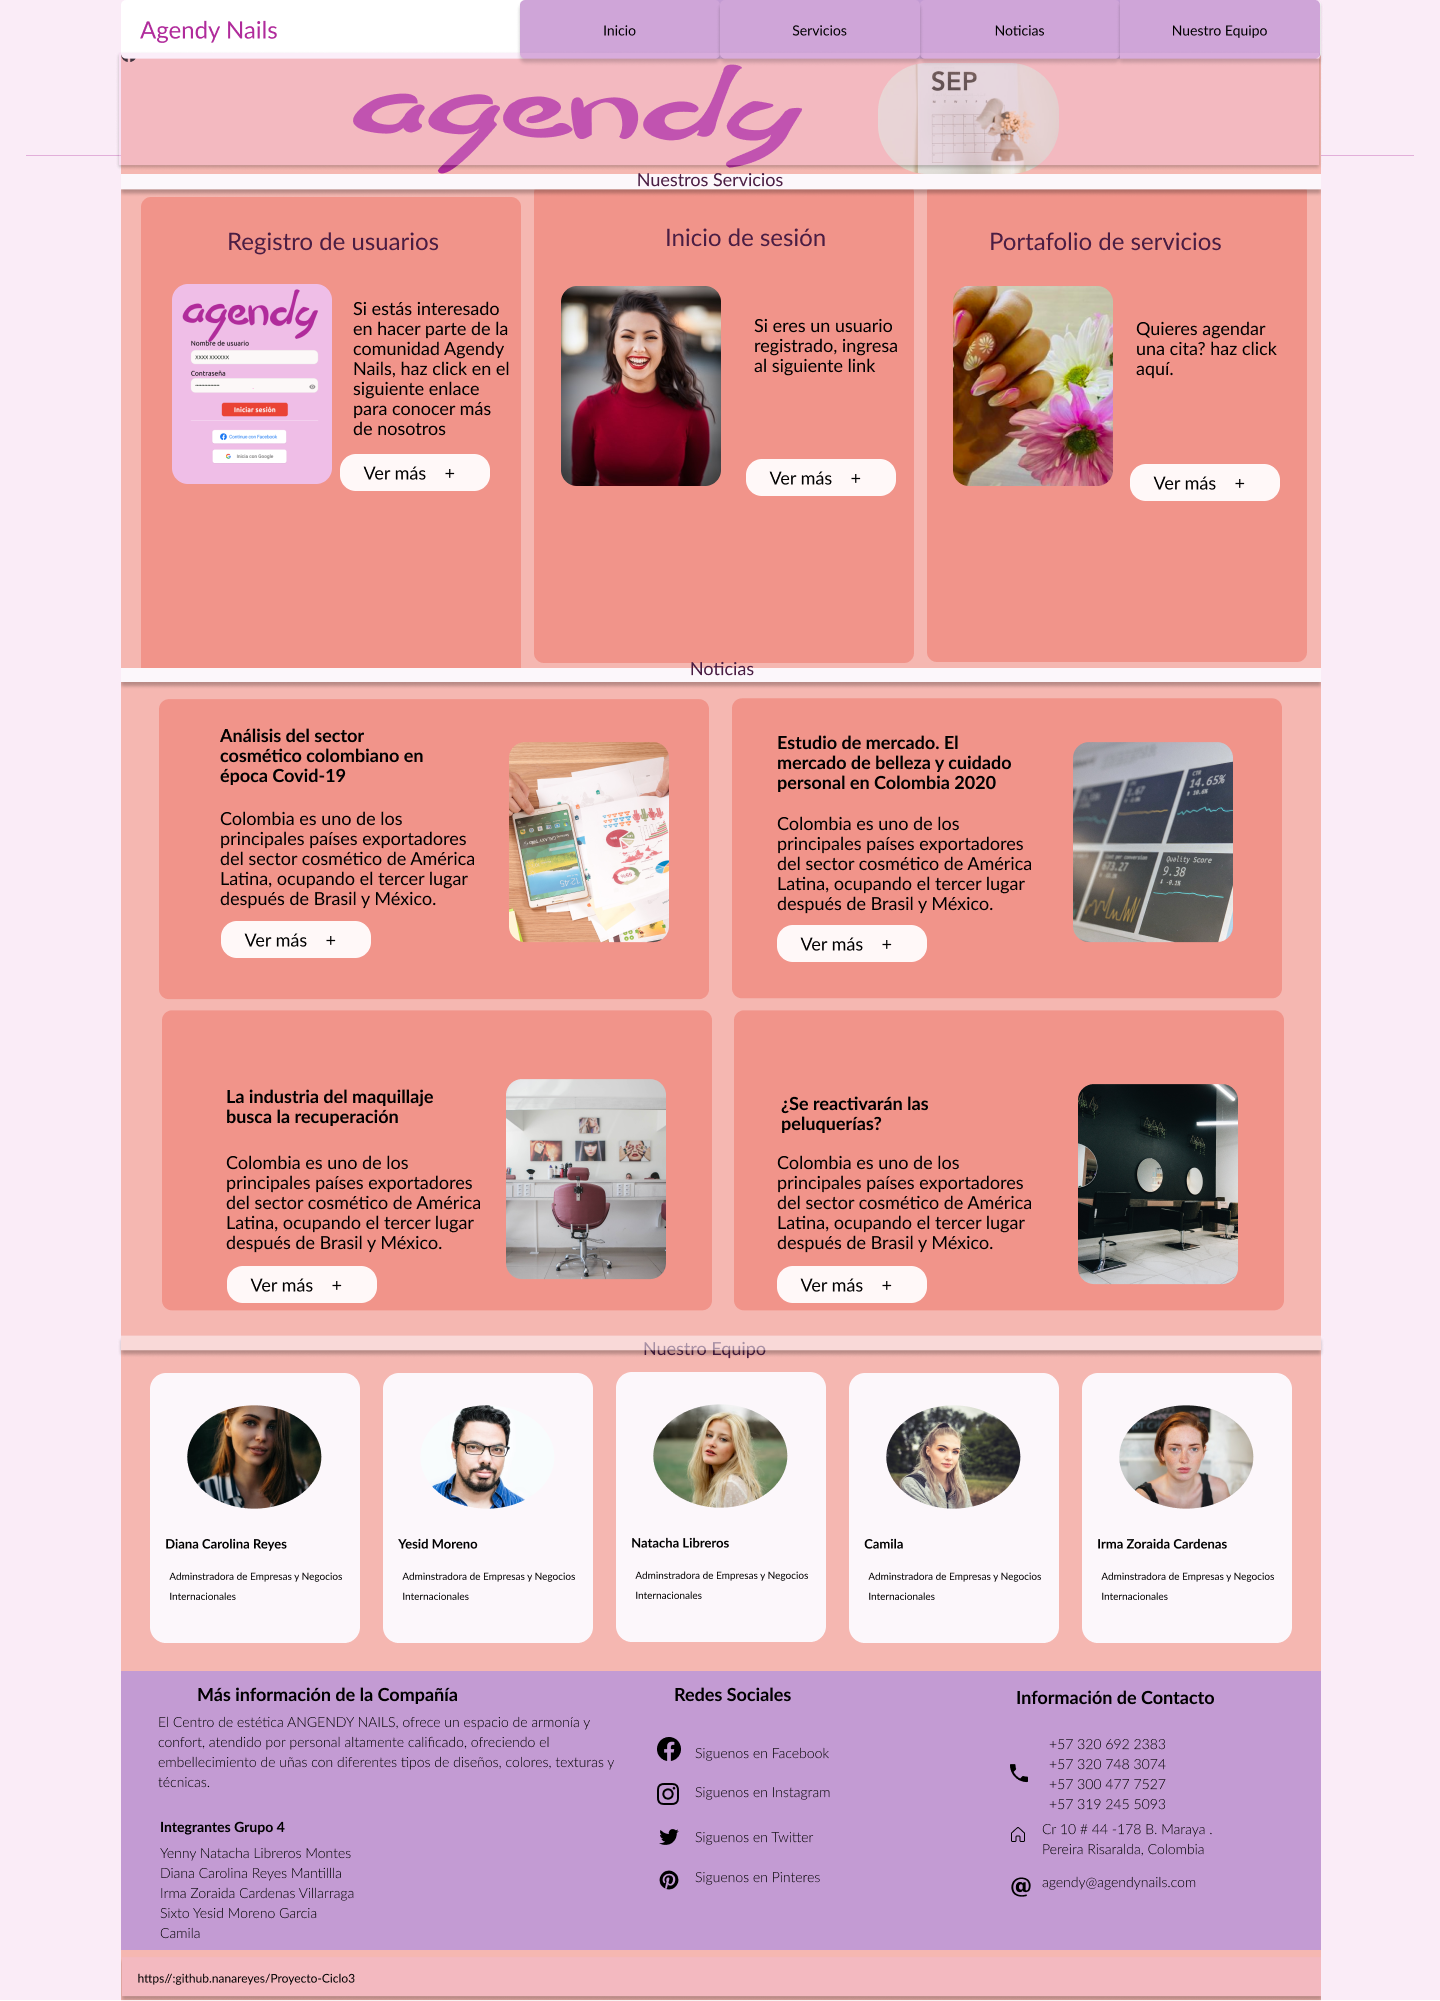 Agendy Nails
Inicio
Servicios
Noticias
Nuestro Equipo
agendy
SEP
Nuestros Servicios
Registro de usuarios
agendy
Nombre de usuario
XXXX XXXXXX
Contraseña
Iniciar sesión
Continue con Facebook
Inicia con Google
Si estás interesado
en hacer parte de la
comunidad Agendy
Nails, haz click en el
siguiente enlace
para conocer más
de nosotros
Ver más +
Inicio de sesión
Si eres un usuario
registrado, ingresa
al siguiente link
Ver más +
Portafolio de servicios
Quieres agendar
una cita? haz click
aquí.
Ver más +
Noticias
Análisis del sector
cosmético colombiano en
época Covid-19
Colombia es uno de los
principales países exportadores
del sector cosmético de América
Latina, ocupando el tercer lugar
después de Brasil y México.
Ver más +
Estudio de mercado. El
mercado de belleza y cuidado
personal en Colombia 2020
Colombia es uno de los
principales países exportadores
del sector cosmético de América
Latina, ocupando el tercer lugar
después de Brasil y México.
Ver más +
14.65%
Quality Score
9.38
La industria del maquillaje
busca la recuperación
Colombia es uno de los
principales países exportadores
del sector cosmético de América
Latina, ocupando el tercer lugar
después de Brasil y México.
Ver más +
¿Se reactivarán las
peluquerías?
Colombia es uno de los
principales países exportadores
del sector cosmético de América
Latina, ocupando el tercer lugar
después de Brasil y México.
Ver más +
Nuestro Equipo
Diana Carolina Reyes
Adminstradora de Empresas y Negocios
Internacionales
Yesid Moreno
Adminstradora de Empresas y Negocios
Internacionales
Natacha Libreros
Adminstradora de Empresas y Negocios
Internacionales
Camila
Adminstradora de Empresas y Negocios
Internacionales
Irma Zoraida Cardenas
Adminstradora de Empresas y Negocios
Internacionales
Más información de la Compañía
El Centro de estética ANGENDY NAILS, ofrece un espacio de armonía y
confort, atendido por personal altamente calificado, ofreciendo el
embellecimiento de uñas con diferentes tipos de diseños, colores, texturas y
técnicas.
Integrantes Grupo 4
Yenny Natacha Libreros Montes
Diana Carolina Reyes Mantillla
Irma Zoraida Cardenas Villarraga
Sixto Yesid Moreno Garcia
Camila
Redes Sociales
Siguenos en Facebook
Siguenos en Instagram
Siguenos en Twitter
Siguenos en Pinteres
Información de Contacto
+57 320 692 2383
+57 320 748 3074
+57 300 477 7527
+57 319 245 5093
Cr 10 # 44 -178 B. Maraya .
Pereira Risaralda, Colombia
agendy@agendynails.com
https//:github.nanareyes/Proyecto-Ciclo3